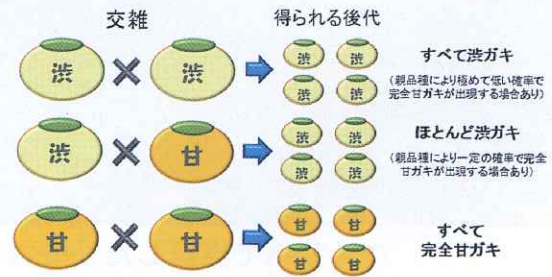 交雑
得られる後代
渋 渋 渋 渋
すべて渋ガキ
渋 渋
（親品種により極めて低い確率で
完全甘ガキが出現する場合あり）
渋 甘 渋 渋
ほとんど渋ガキ
渋 渋
（親品種により一定の確率で完全
甘ガキが出現する場合あり）
甘 甘 甘 甘
すべて
完全甘ガキ
甘 甘